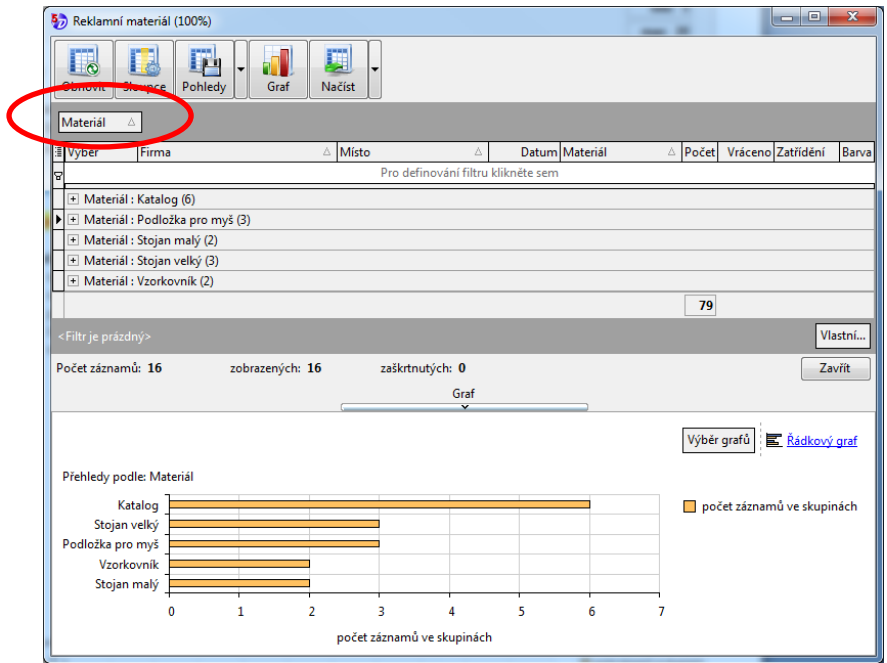 Reklamní materiál (100%)
Obnovit Sloupce Pohledy Graf Načíst
Materiál
Výběr Firma Místo Datum Materiál Počet Vráceno Zatřídění Barva
Pro definování filtru klikněte sem
Materiál : Katalog (6)
Materiál : Podložka pro myš (3)
Materiál : Stojan malý (2)
Materiál : Stojan velký (3)
Materiál : Vzorkovník (2)
79
<Filtr je prázdný> Vlastní...
Počet záznamů: 16 zobrazených: 16 zaškrtnutých: 0 Zavřít
Graf
Výběr grafů Řádkový graf
Přehledy podle: Materiál
Katalog počet záznamů ve skupinách
Stojan velký
Podložka pro myš
Vzorkovník
Stojan malý
0 1 2 3 4 5 6 7
počet záznamů ve skupinách